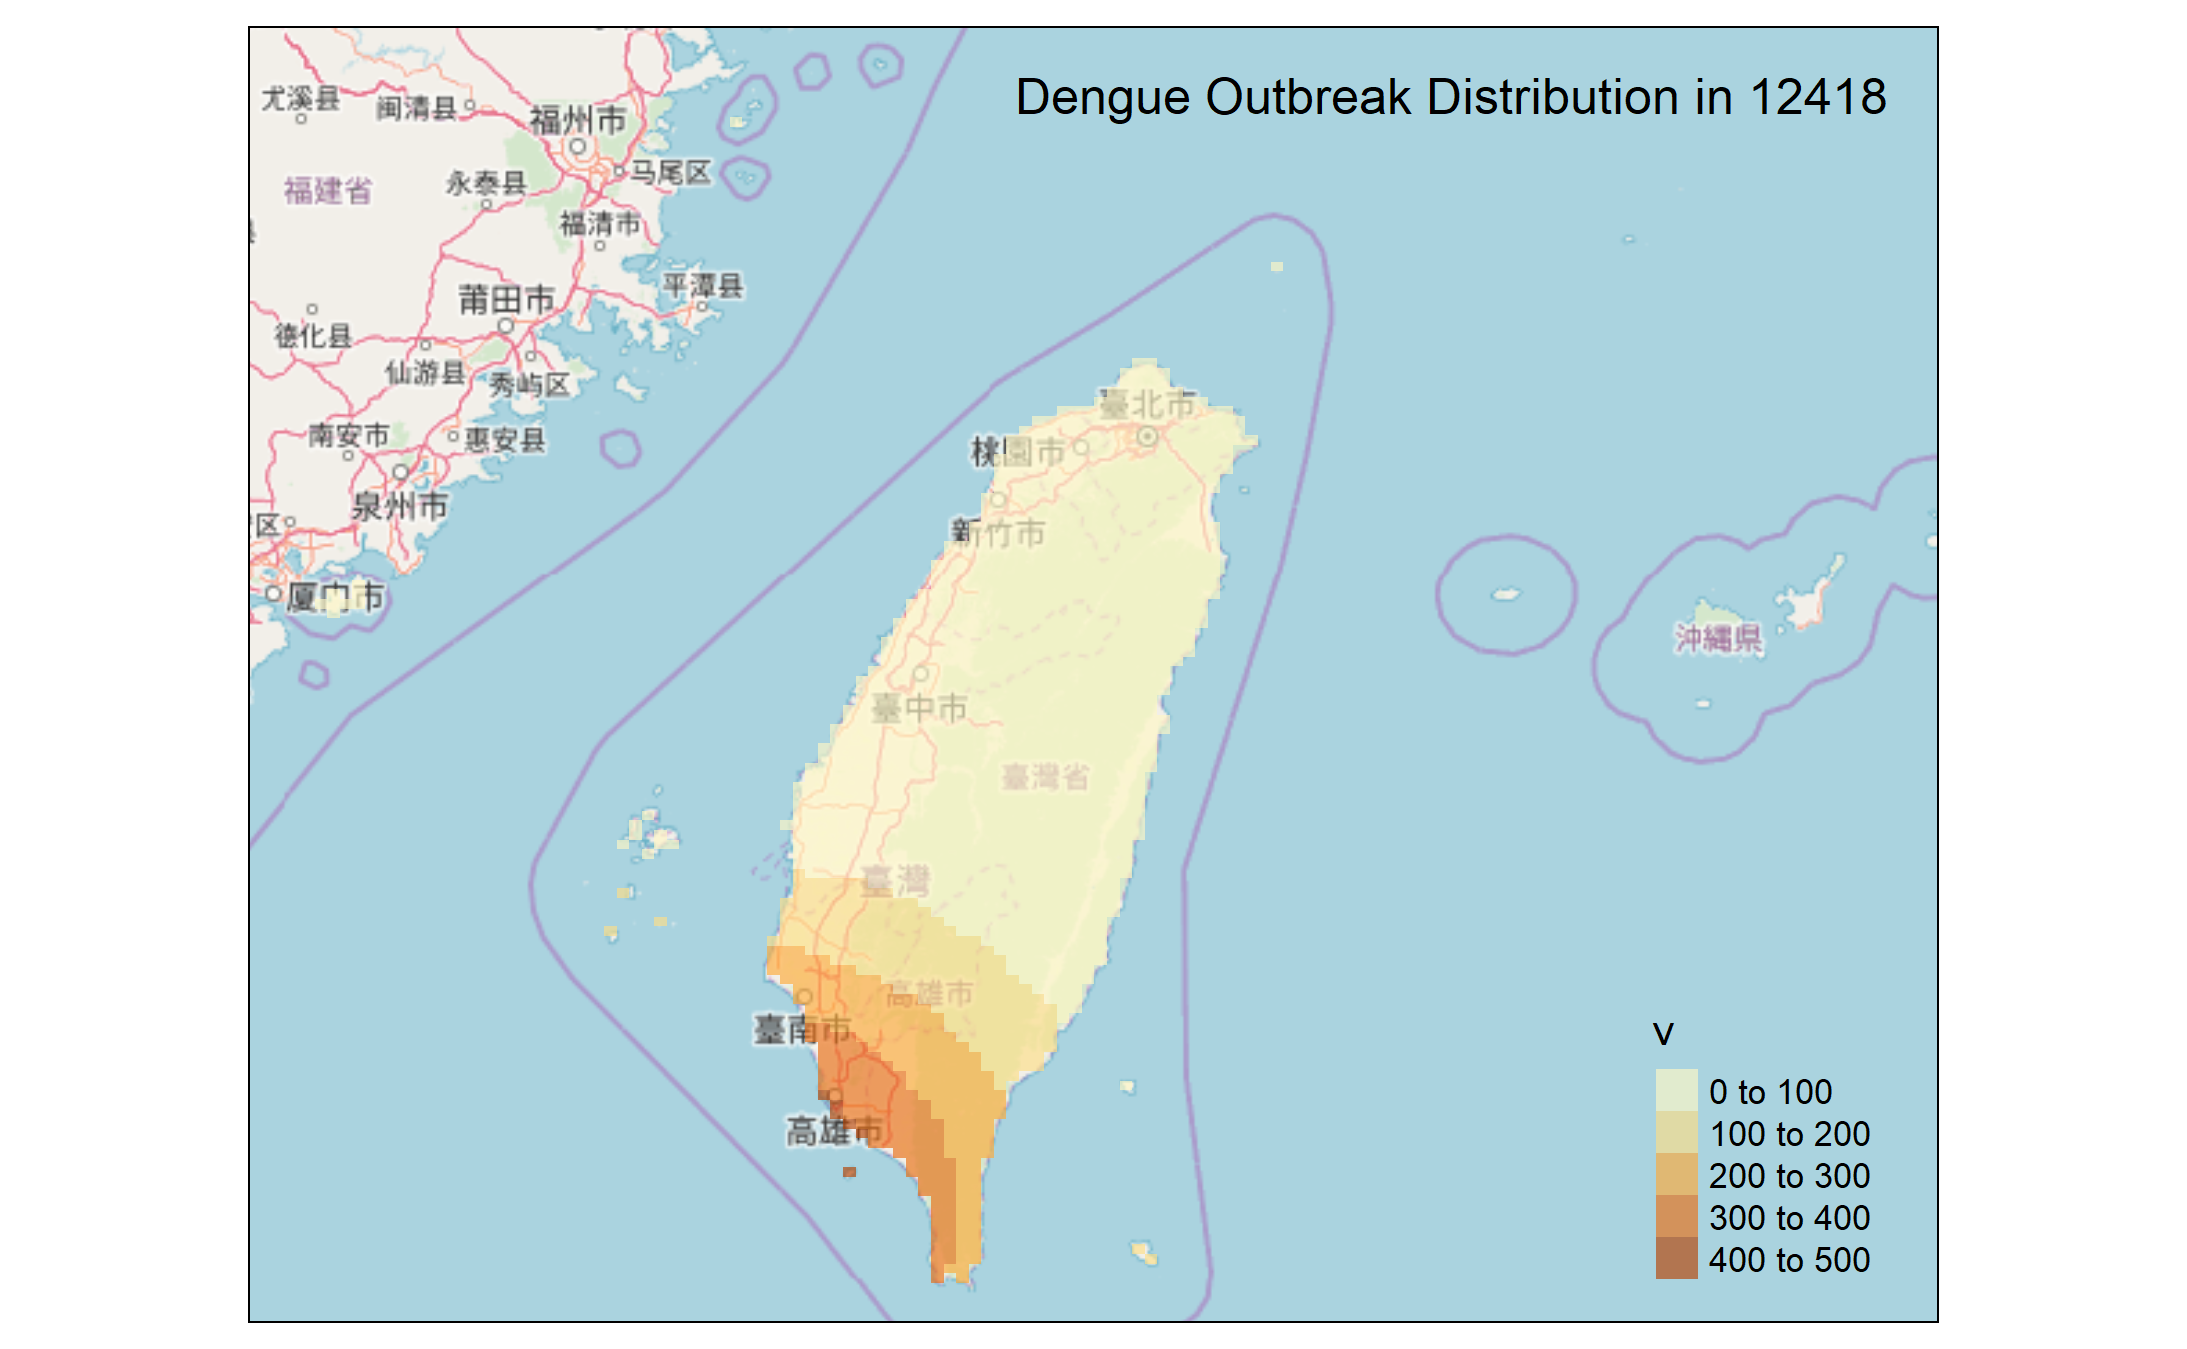 Dengue Outbreak Distribution in 12418
尤溪县
闽清县
福州市
马尾区
永泰县
福建省
福清市
平潭县
莆田市
德化县
仙游县
秀屿区
南安市
惠安县
泉州市
区
厦门市
臺北市
桃園市
新竹市
臺中市
臺灣省
臺灣
高雄市
臺南市
高雄市
沖縄県
v
0 to 100
100 to 200
200 to 300
300 to 400
400 to 500